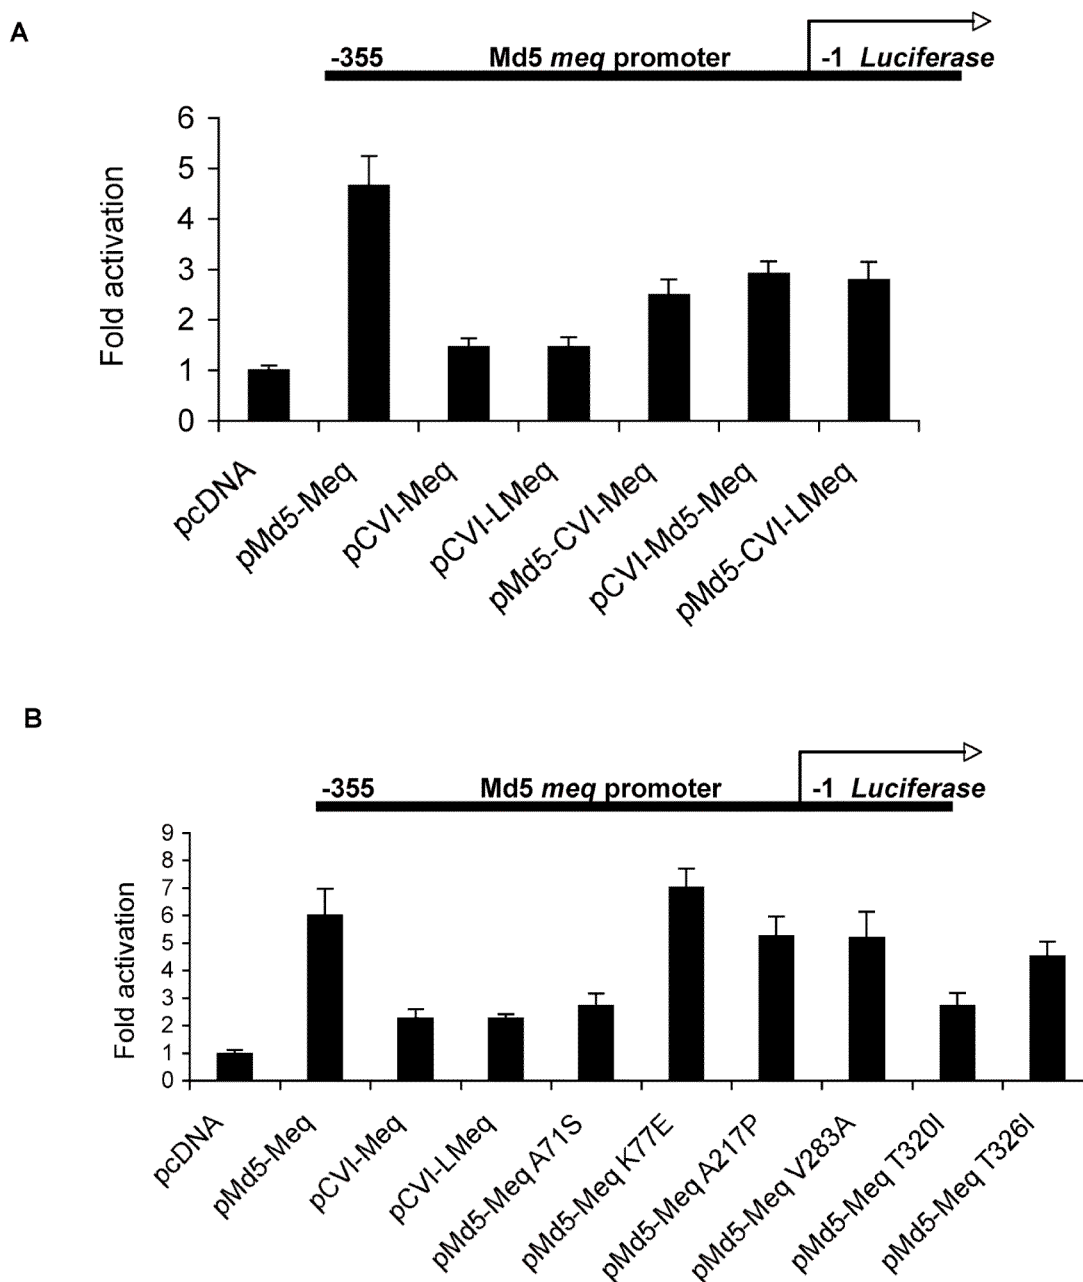 A
-355 Md5 meq promoter -1 Luciferase
6
5
4
3
2
1
0
Fold activation
pcDNA
pMd5-Meq
pCVI-Meq
pCVI-LMeq
pMd5-CVI-Meq
pCVI-Md5-Meq
pMd5-CVI-LMeq
B
-355 Md5 meq promoter -1 Luciferase
9
8
7
6
5
4
3
2
1
0
Fold activation
pcDNA
pMd5-Meq
pCVI-Meq
pCVI-LMeq
pMd5-Meq A71S
pMd5-Meq K77E
pMd5-Meq A217P
pMd5-Meq V283A
pMd5-Meq T320I
pMd5-Meq T326I